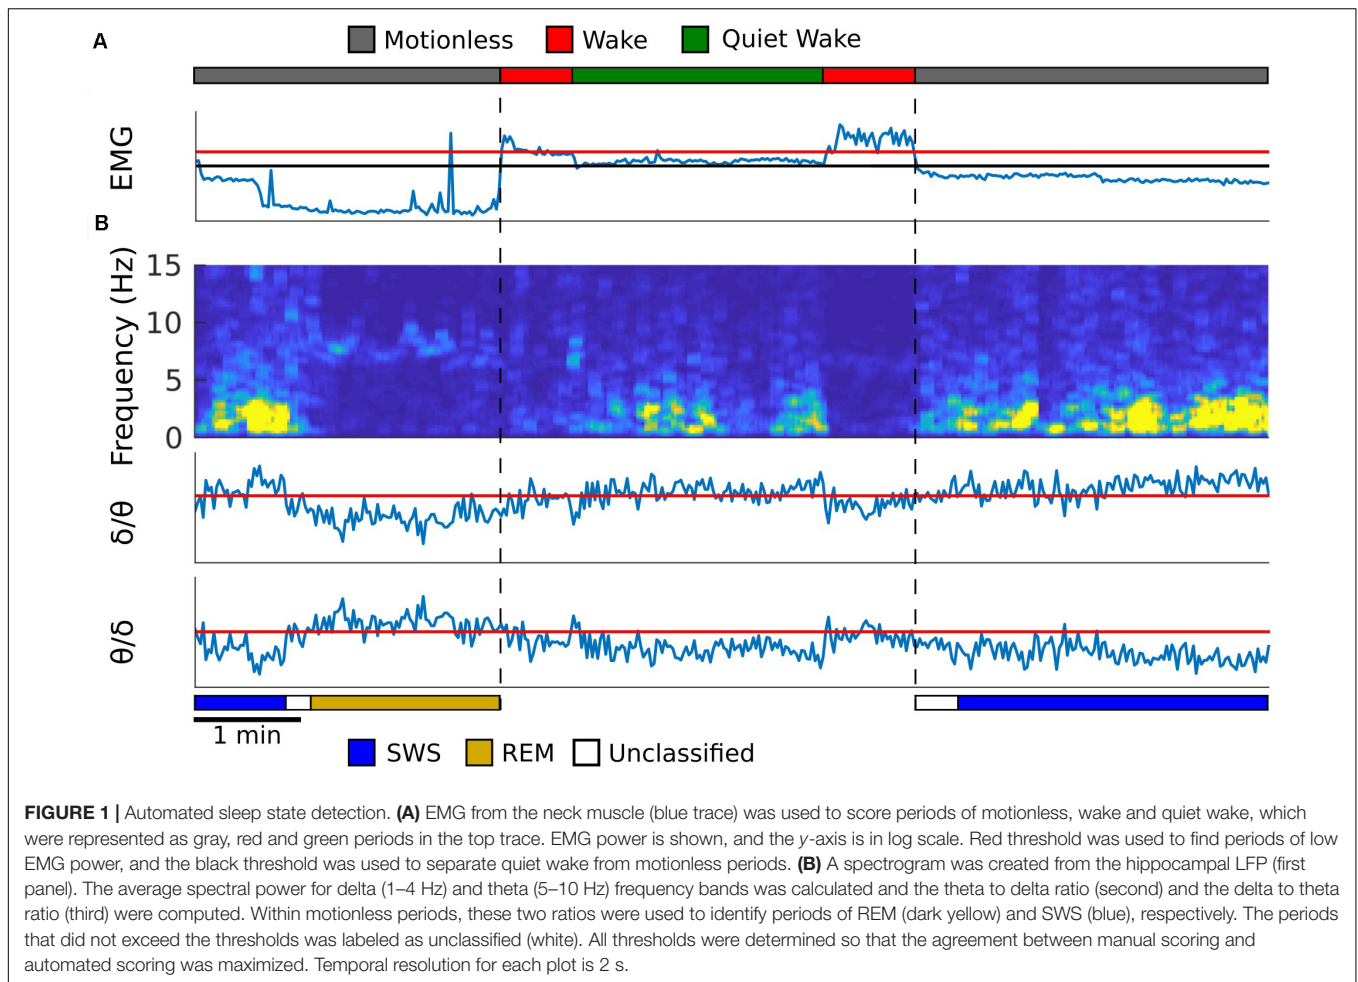 A
Motionless Wake Quiet Wake
EMG
B
Frequency (Hz)
15
10
5
0
δ/θ
θ/δ
1 min
SWS REM Unclassified
FIGURE 1 | Automated sleep state detection. (A) EMG from the neck muscle (blue trace) was used to score periods of motionless, wake and quiet wake, which
were represented as gray, red and green periods in the top trace. EMG power is shown, and the y-axis is in log scale. Red threshold was used to find periods of low
EMG power, and the black threshold was used to separate quiet wake from motionless periods. (B) A spectrogram was created from the hippocampal LFP (first
panel). The average spectral power for delta (1–4 Hz) and theta (5–10 Hz) frequency bands was calculated and the theta to delta ratio (second) and the delta to theta
ratio (third) were computed. Within motionless periods, these two ratios were used to identify periods of REM (dark yellow) and SWS (blue), respectively. The periods
that did not exceed the thresholds was labeled as unclassified (white). All thresholds were determined so that the agreement between manual scoring and
automated scoring was maximized. Temporal resolution for each plot is 2 s.